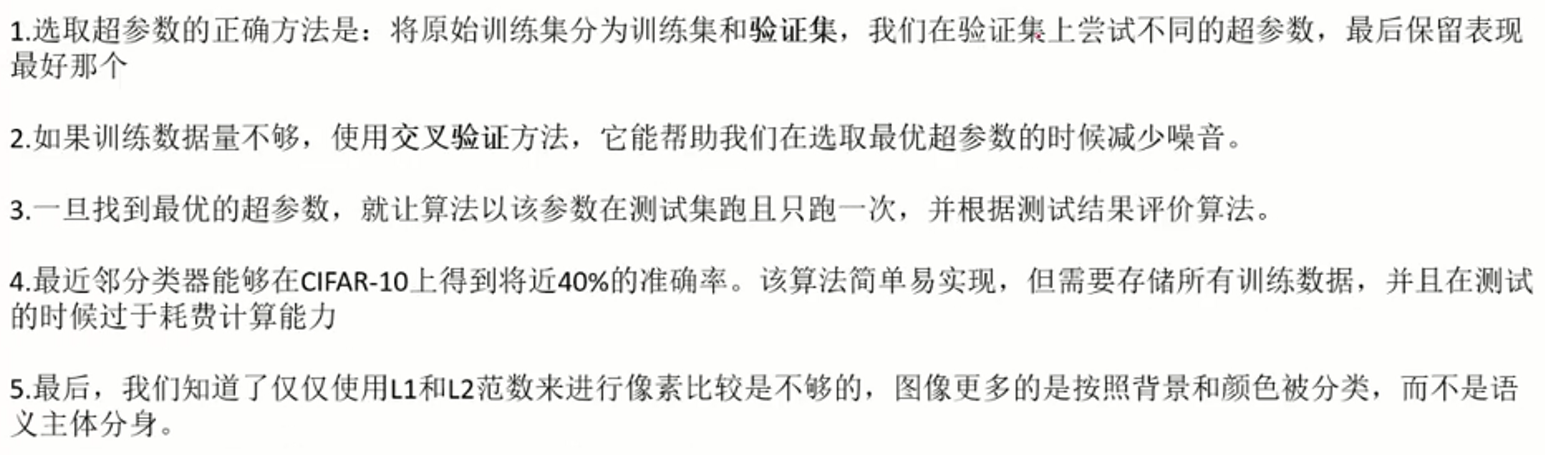 1.选取超参数的正确方法是：将原始训练集分为训练集和验证集，我们在验证集上尝试不同的超参数，最后保留表现
最好那个
2.如果训练数据量不够，使用交叉验证方法，它能帮助我们在选取最优超参数的时候减少噪音。
3.一旦找到最优的超参数，就让算法以该参数在测试集跑且只跑一次，并根据测试结果评价算法。
4.最近邻分类器能够在CIFAR-10上得到将近40%的准确率。该算法简单易实现，但需要存储所有训练数据，并且在测试
的时候过于耗费计算能力
5.最后，我们知道了仅仅使用L1和L2范数来进行像素比较是不够的，图像更多的是按照背景和颜色被分类，而不是语
义主体分身。